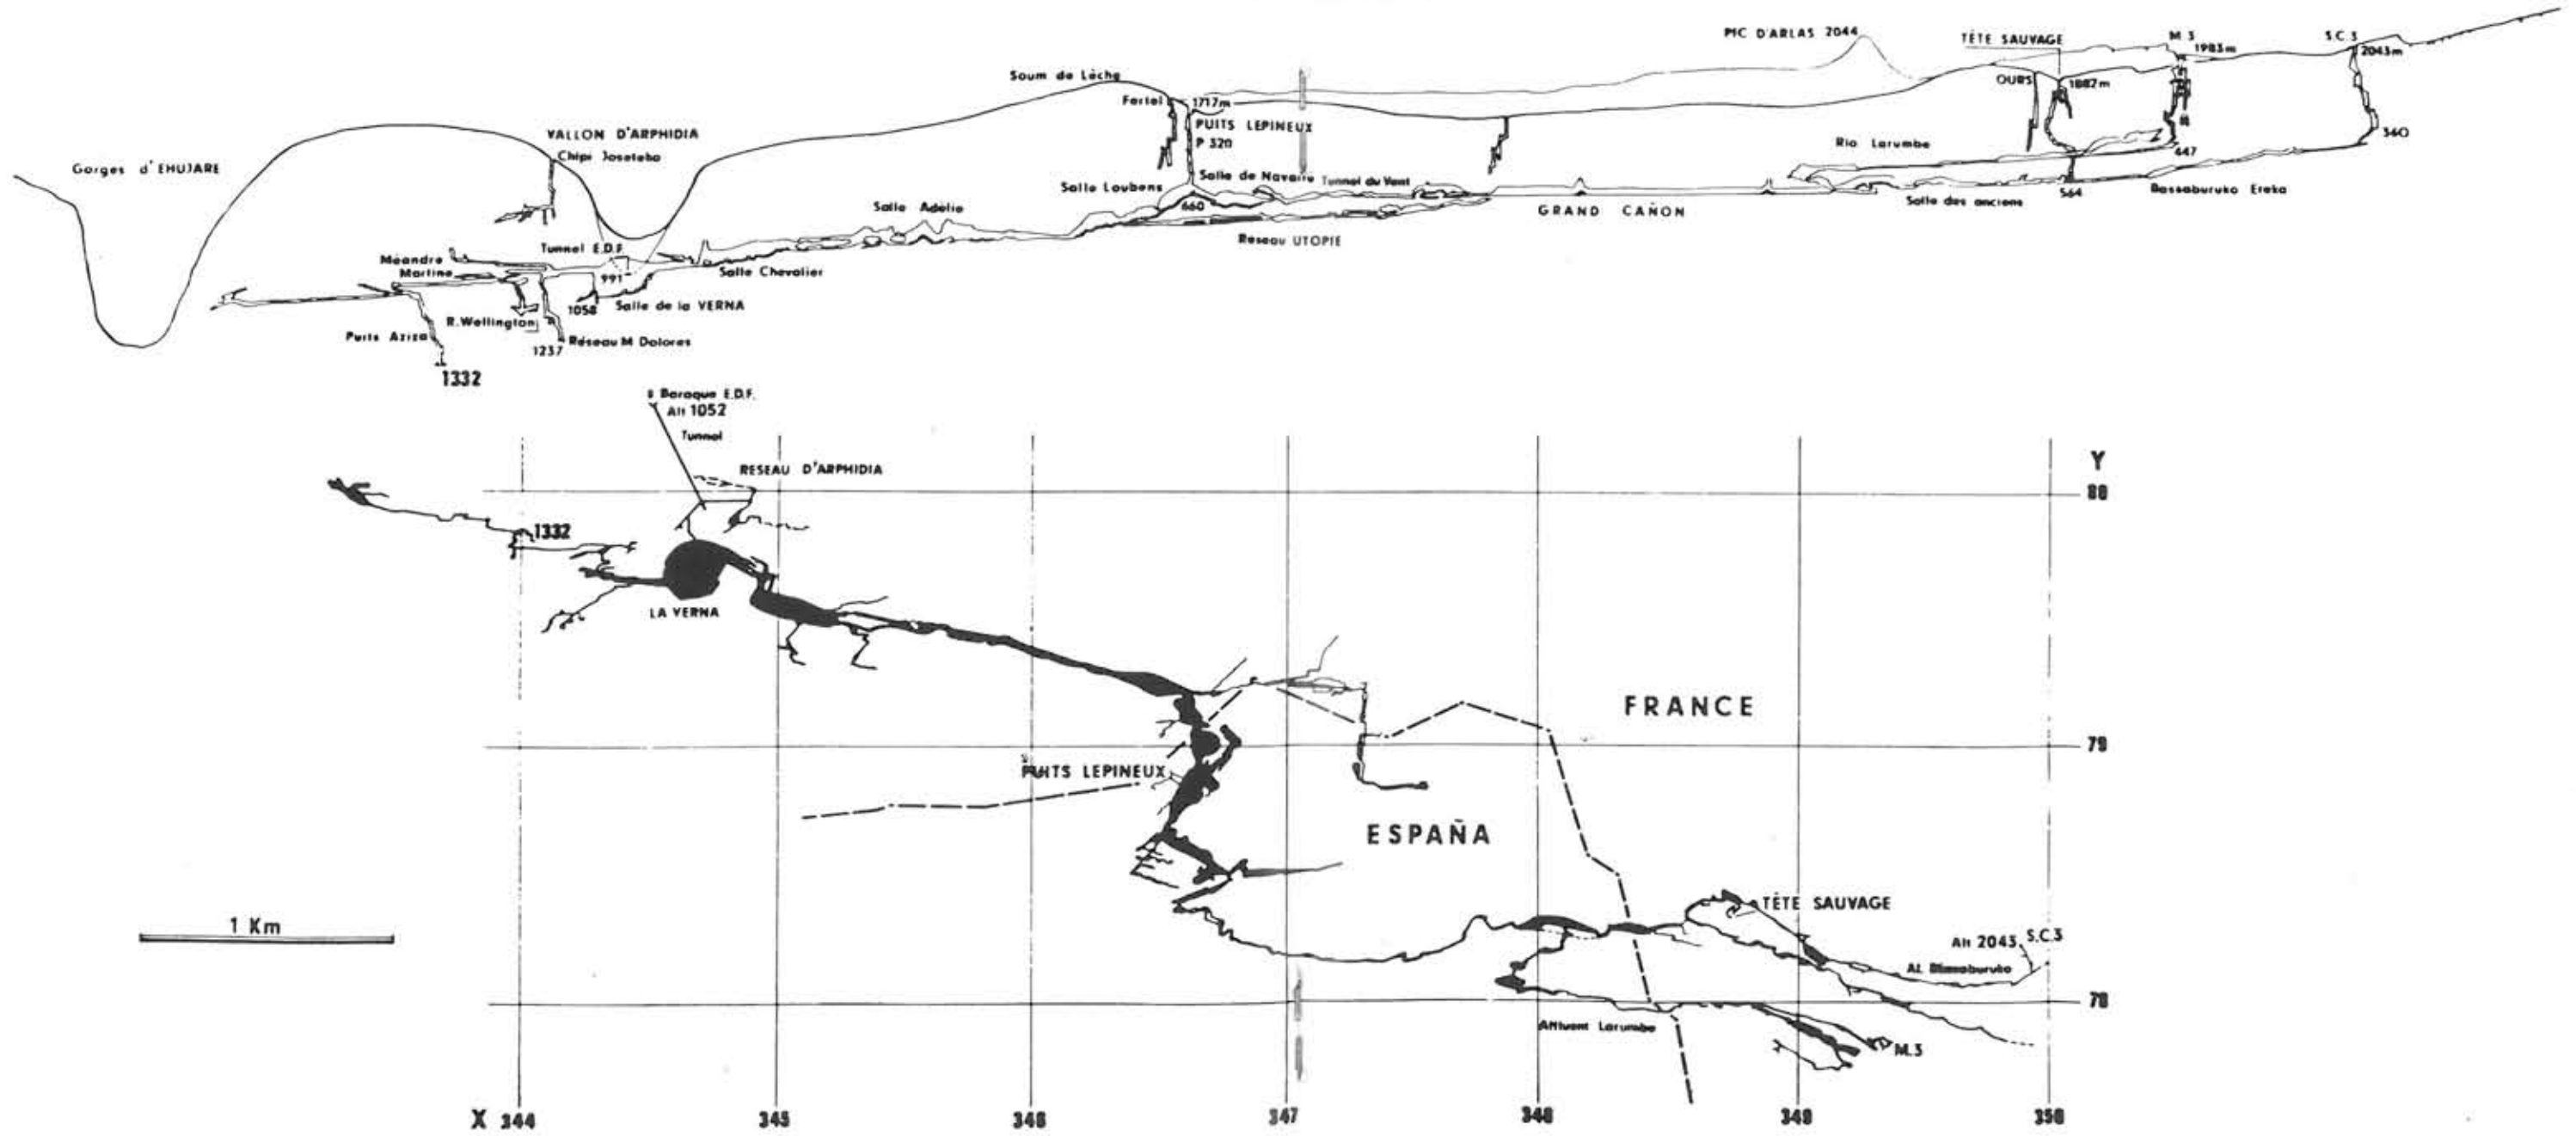 PIC D'ARLAS 2044
TÊTE SAUVAGE
M 3
1983m
S.C.3
2043m
Soum de Lèche
OURS
1882m
Fertel
1717m
PUITS LEPINEUX
P 320
VALLON D'ARPHIDIA
Chipi Joseteko
Gorges d'EHUJARE
360
Rio Larumbe
447
Salle de Navarre
Tunnel du Vent
Salle Loubens
564
Bassaburuko Ereka
660
Salle Adélie
GRAND CAÑON
Salle des anciens
Réseau UTOPIE
Tunnel E.D.F.
Méandre
Martine
991
Salle Chevalier
1058
Salle de la VERNA
R.Wellington
Puits Aziza
1237
Réseau M Dolores
1332
Baraque E.D.F.
Alt 1052
Tunnel
RESEAU D'ARPHIDIA
Y
80
1332
LA VERNA
FRANCE
79
PUITS LEPINEUX
ESPAÑA
TÊTE SAUVAGE
1 Km
Alt 2043
S.C.3
78
Affluent Larumbe
M.3
X
344
345
346
347
348
349
350